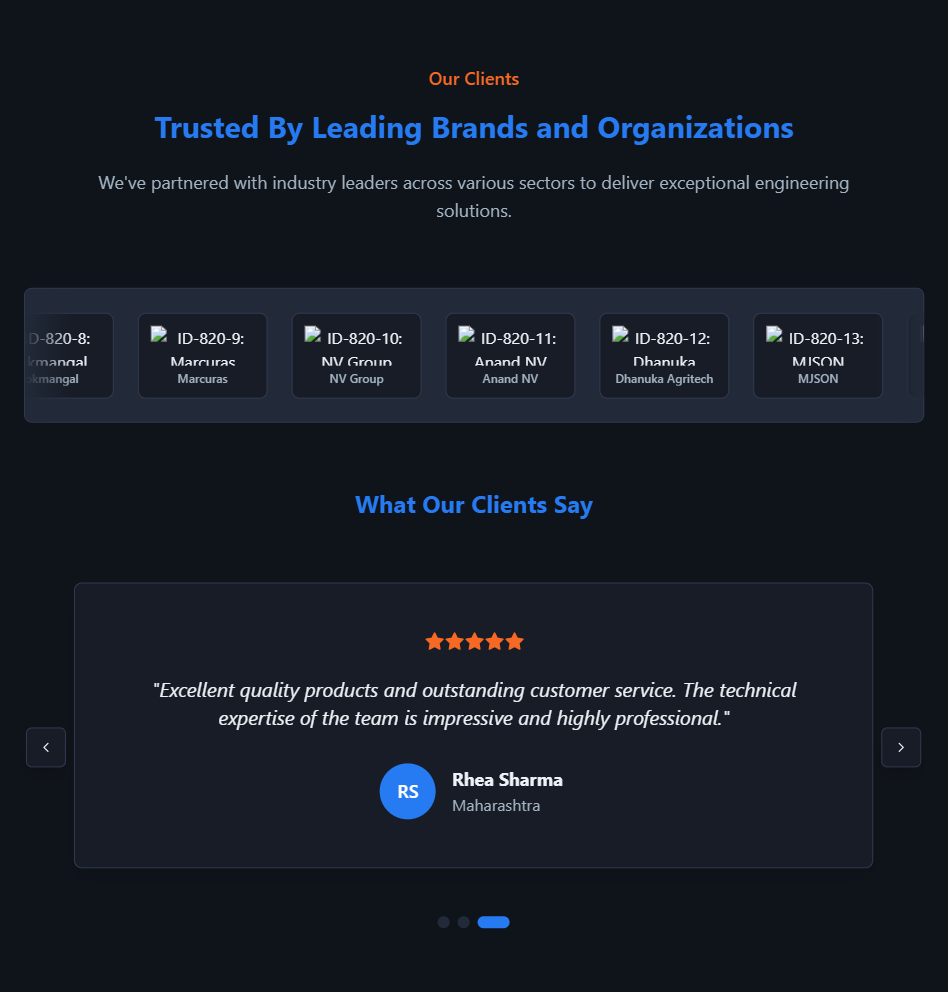 Our Clients
Trusted By Leading Brands and Organizations
We've partnered with industry leaders across various sectors to deliver exceptional engineering
solutions.
D-820-8:
kmangal
okmangal
ID-820-9:
Marcuras
Marcuras
ID-820-10:
NV Group
NV Group
ID-820-11:
Anand NV
Anand NV
ID-820-12:
Dhanuka
Dhanuka Agritech
ID-820-13:
MJSON
MJSON
What Our Clients Say
"Excellent quality products and outstanding customer service. The technical
expertise of the team is impressive and highly professional."
RS
Rhea Sharma
Maharashtra